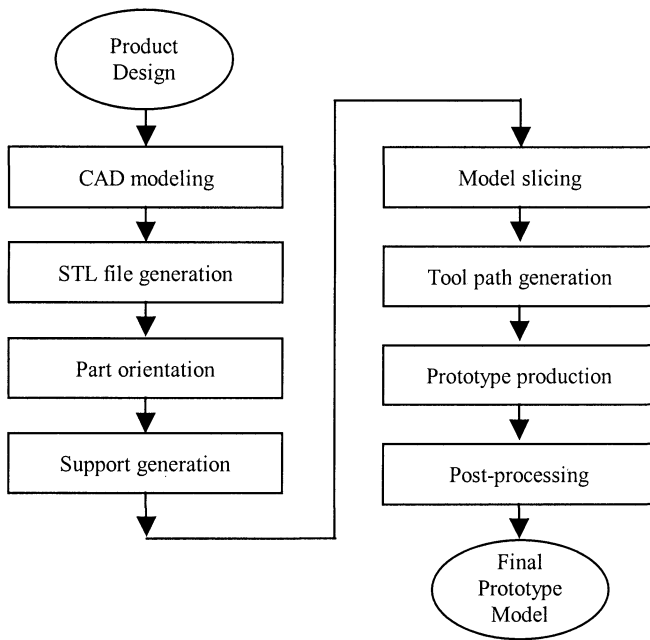 Product
Design
CAD modeling
STL file generation
Part orientation
Support generation
Model slicing
Tool path generation
Prototype production
Post-processing
Final
Prototype
Model